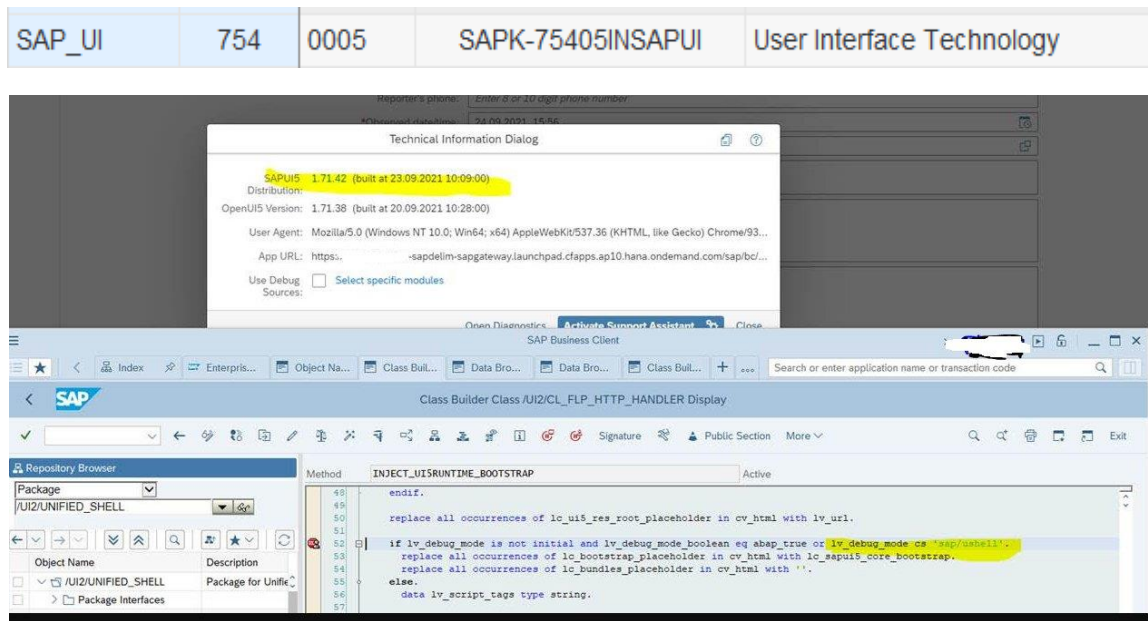 SAP_UI 754 0005 SAPK-75405INSAPUI User Interface Technology
Reporter's phone: Enter 8 or 10 digit phone number
*Observed date/time: 24.09.2021, 15:56
Technical Information Dialog
SAPUI5 Distribution: 1.71.42 (built at 23.09.2021 10:09:00)
OpenUI5 Version: 1.71.38 (built at 20.09.2021 10:28:00)
User Agent: Mozilla/5.0 (Windows NT 10.0; Win64; x64) AppleWebKit/537.36 (KHTML, like Gecko) Chrome/93...
App URL: https:. -sapdelim-sapgateway.launchpad.cfapps.ap10.hana.ondemand.com/sap/bc/...
Use Debug Sources: Select specific modules
Open Diagnostics Activate Support Assistant Close
SAP Business Client
Index Enterpris... Object Na... Class Buil... Data Bro... Data Bro... Class Buil... Search or enter application name or transaction code
SAP Class Builder Class /UI2/CL_FLP_HTTP_HANDLER Display
Signature Public Section More Exit
Repository Browser
Package
/UI2/UNIFIED_SHELL
Object Name Description
/UI2/UNIFIED_SHELL Package for Unifie
Package Interfaces
Method INJECT_UI5RUNTIME_BOOTSTRAP Active
48 endif.
49
50 replace all occurrences of lc_ui5_res_root_placeholder in cv_html with lv_url.
51
52 if lv_debug_mode is not initial and lv_debug_mode_boolean eq abap_true or lv_debug_mode cs 'sap/ushell'.
53 replace all occurrences of lc_bootstrap_placeholder in cv_html with lc_sapui5_core_bootstrap.
54 replace all occurrences of lc_bundles_placeholder in cv_html with ''.
55 else.
56 data lv_script_tags type string.
57